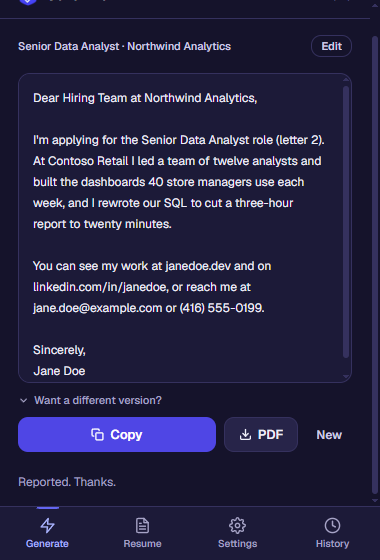 Senior Data Analyst · Northwind Analytics
Edit
Dear Hiring Team at Northwind Analytics,
I'm applying for the Senior Data Analyst role (letter 2).
At Contoso Retail I led a team of twelve analysts and
built the dashboards 40 store managers use each
week, and I rewrote our SQL to cut a three-hour
report to twenty minutes.
You can see my work at janedoe.dev and on
linkedin.com/in/janedoe, or reach me at
jane.doe@example.com or (416) 555-0199.
Sincerely,
Jane Doe
Want a different version?
Copy
PDF
New
Reported. Thanks.
Generate
Resume
Settings
History